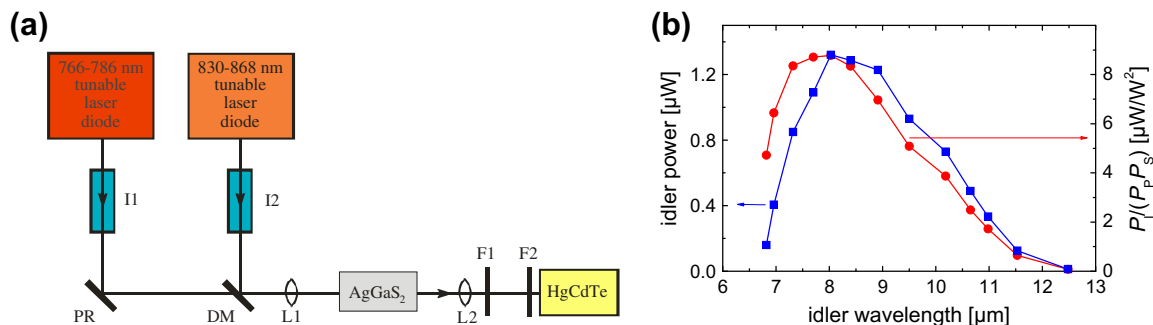 (a)
766-786 nm
tunable
laser
diode
830-868 nm
tunable
laser
diode
I1
I2
F1
F2
AgGaS2
HgCdTe
PR
DM
L1
L2
(b)
idler power [µW]
1.2
0.8
0.4
0.0
5
6
7
8
9
10
11
12
13
idler wavelength [µm]
8
6
4
2
0
PI/(PPPS) [µW/W²]